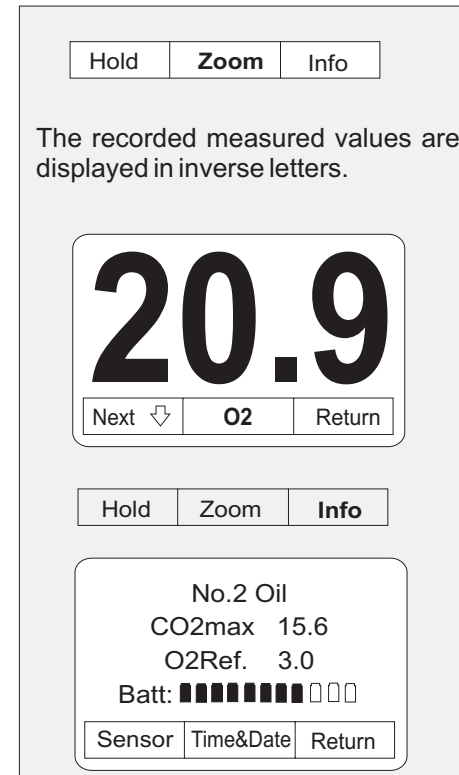 Hold Zoom Info
The recorded measured values are
displayed in inverse letters.
20.9
Next O2 Return
Hold Zoom Info
No.2 Oil
CO2max 15.6
O2Ref. 3.0
Batt:
Sensor Time&Date Return